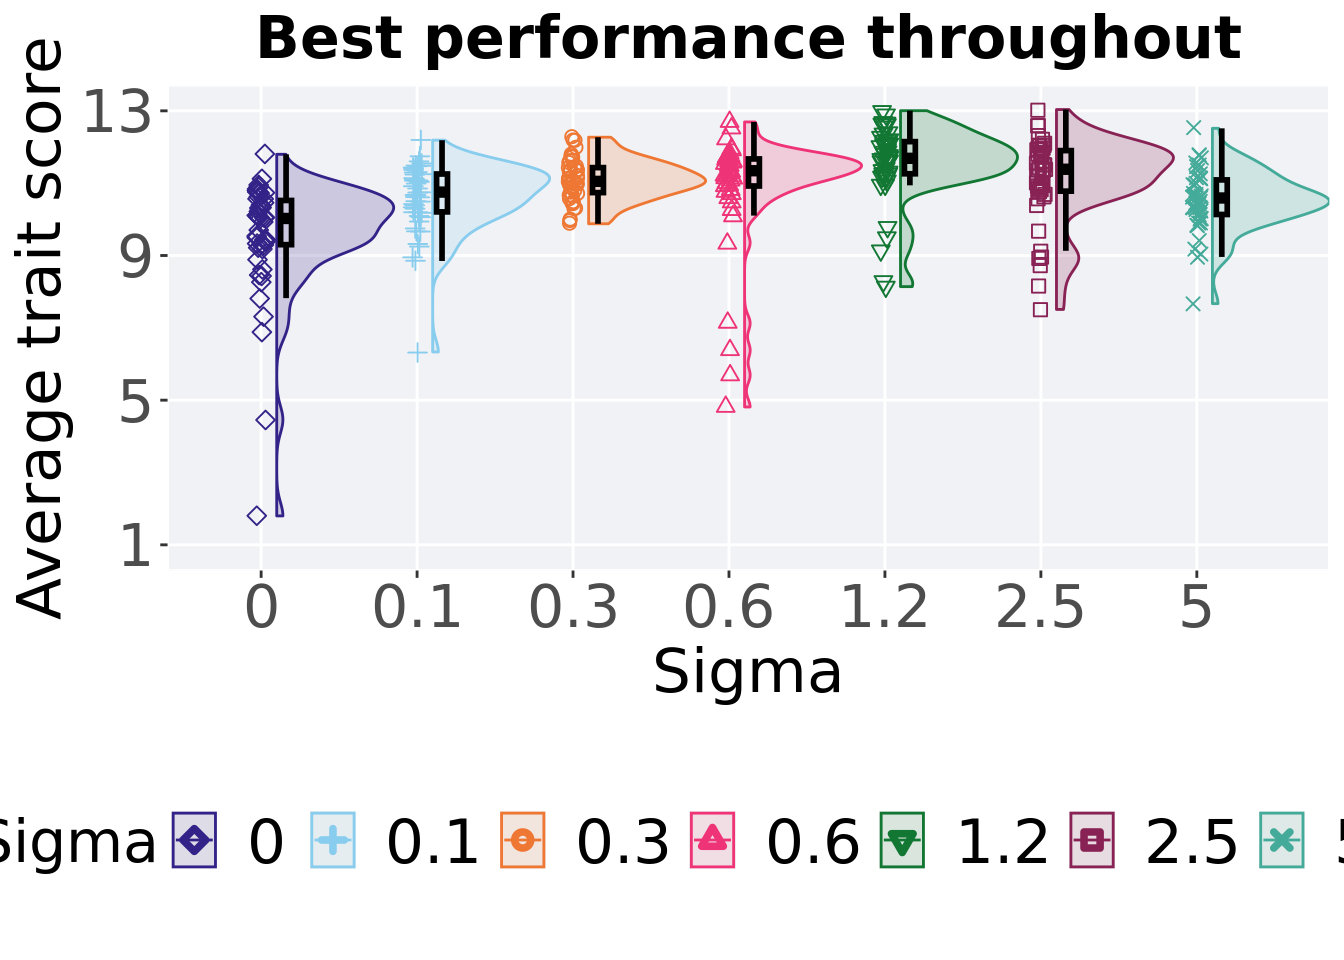 Best performance throughout
Average trait score
13
9
5
1
0 0.1 0.3 0.6 1.2 2.5 5
Sigma
Sigma 0 0.1 0.3 0.6 1.2 2.5 5